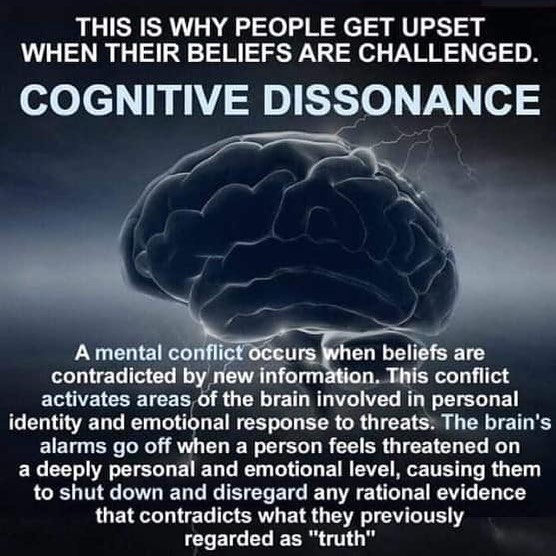 THIS IS WHY PEOPLE GET UPSET
WHEN THEIR BELIEFS ARE CHALLENGED.
COGNITIVE DISSONANCE
A mental conflict occurs when beliefs are
contradicted by new information. This conflict
activates areas of the brain involved in personal
identity and emotional response to threats. The brain's
alarms go off when a person feels threatened on
a deeply personal and emotional level, causing them
to shut down and disregard any rational evidence
that contradicts what they previously
regarded as "truth"